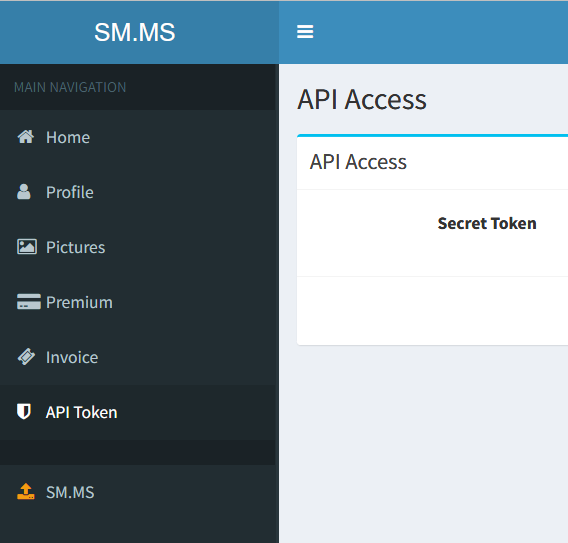 SM.MS
MAIN NAVIGATION
Home
Profile
Pictures
Premium
Invoice
API Token
SM.MS
API Access
API Access
Secret Token